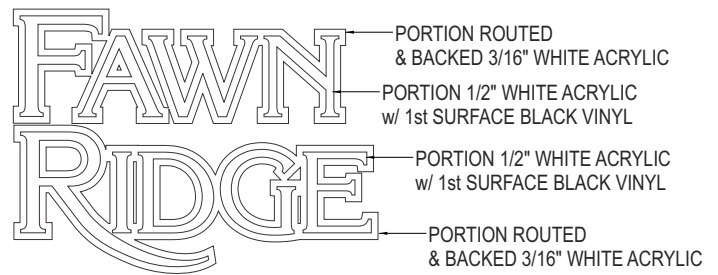 FAWN
PORTION ROUTED
& BACKED 3/16" WHITE ACRYLIC
PORTION 1/2" WHITE ACRYLIC
w/ 1st SURFACE BLACK VINYL
RIDGE
PORTION 1/2" WHITE ACRYLIC
w/ 1st SURFACE BLACK VINYL
PORTION ROUTED
& BACKED 3/16" WHITE ACRYLIC